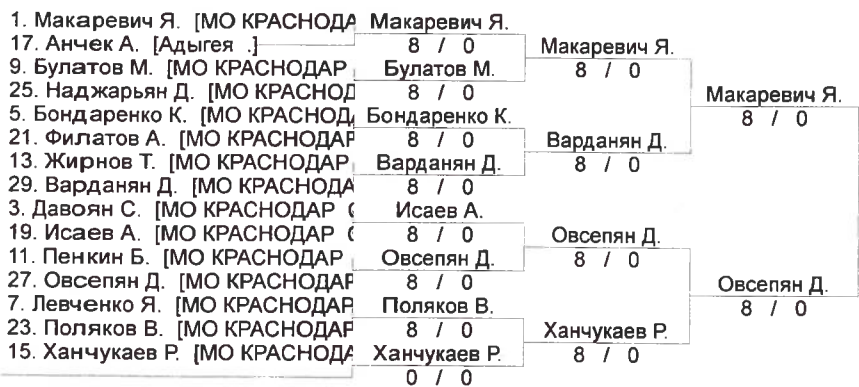 1. Макаревич Я. [МО КРАСНОДА Макаревич Я.
17. Анчек А. [Адыгея .] 8 / 0 Макаревич Я.
9. Булатов М. [МО КРАСНОДАР Булатов М. 8 / 0
25. Наджарьян Д. [МО КРАСНОД 8 / 0 Макаревич Я.
5. Бондаренко К. [МО КРАСНОД Бондаренко К. 8 / 0
21. Филатов А. [МО КРАСНОДАР 8 / 0 Варданян Д.
13. Жирнов Т. [МО КРАСНОДАР Варданян Д. 8 / 0
29. Варданян Д. [МО КРАСНОДА 8 / 0
3. Давоян С. [МО КРАСНОДАР Исаев А.
19. Исаев А. [МО КРАСНОДАР 8 / 0 Овсепян Д.
11. Пенкин Б. [МО КРАСНОДАР Овсепян Д. 8 / 0
27. Овсепян Д. [МО КРАСНОДАР 8 / 0 Овсепян Д.
7. Левченко Я. [МО КРАСНОДАР Поляков В. 8 / 0
23. Поляков В. [МО КРАСНОДАР 8 / 0 Ханчукаев Р.
15. Ханчукаев Р. [МО КРАСНОДА Ханчукаев Р. 8 / 0
0 / 0